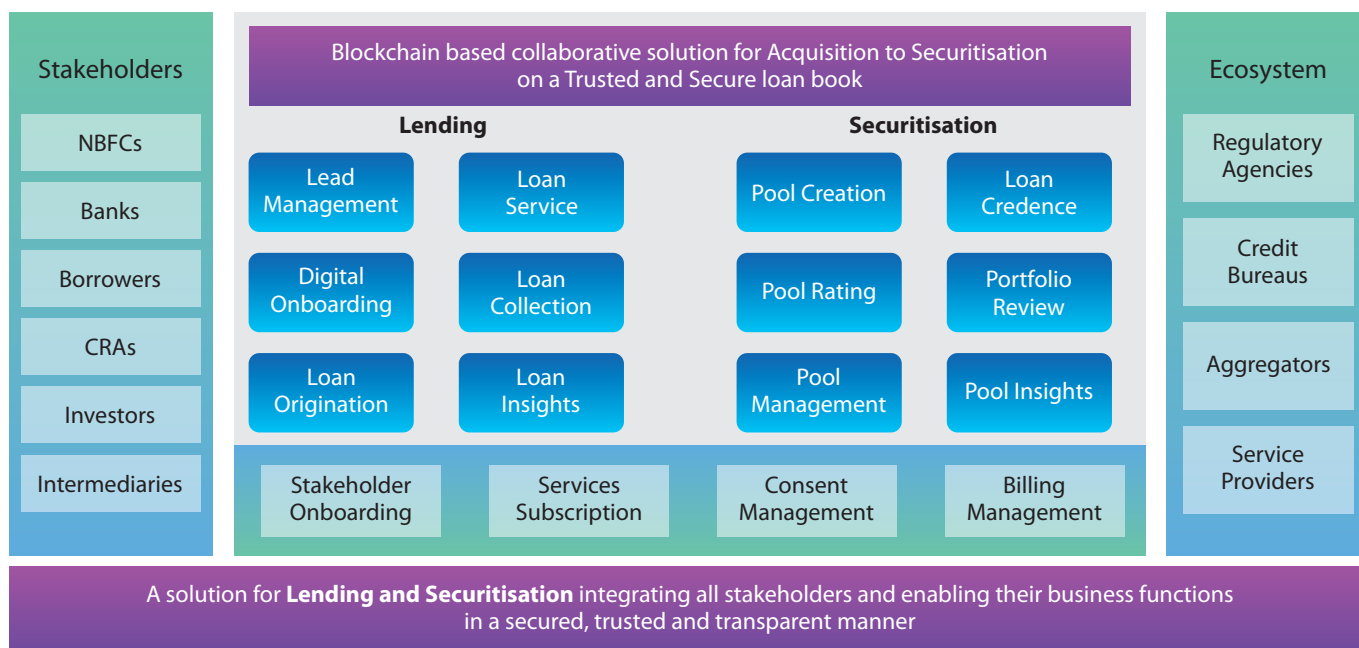 Stakeholders
NBFCs
Banks
Borrowers
CRAs
Investors
Intermediaries
Blockchain based collaborative solution for Acquisition to Securitisation
on a Trusted and Secure loan book
Lending
Lead
Management
Loan
Service
Digital
Onboarding
Loan
Collection
Loan
Origination
Loan
Insights
Securitisation
Pool Creation
Loan
Credence
Pool Rating
Portfolio
Review
Pool
Management
Pool Insights
Stakeholder
Onboarding
Services
Subscription
Consent
Management
Billing
Management
Ecosystem
Regulatory
Agencies
Credit
Bureaus
Aggregators
Service
Providers
A solution for Lending and Securitisation integrating all stakeholders and enabling their business functions
in a secured, trusted and transparent manner